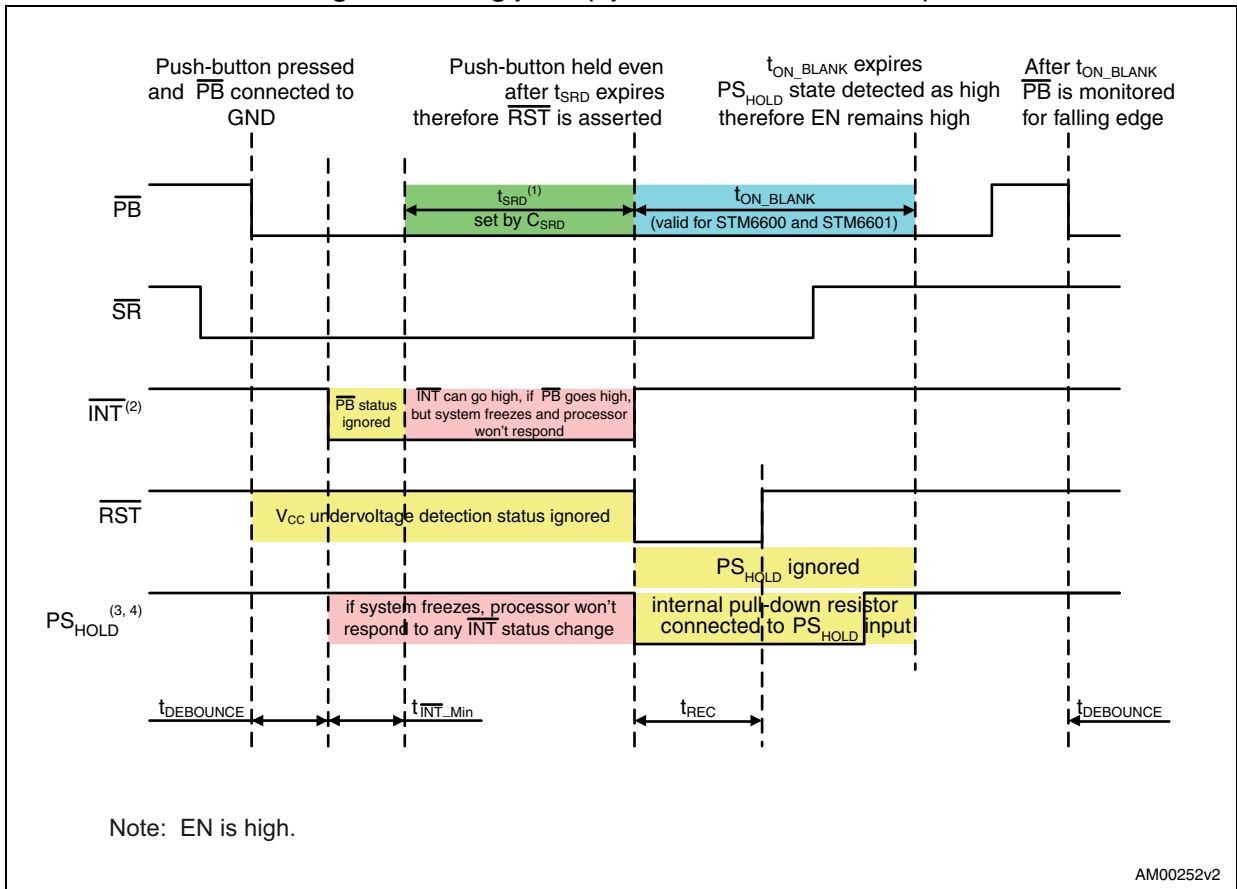 Push-button pressed
and PB connected to
GND
Push-button held even
after tSRD expires
therefore RST is asserted
tON_BLANK expires
PSHOLD state detected as high
therefore EN remains high
After tON_BLANK
PB is monitored
for falling edge
PB
tSRD(1)
set by CSRD
tON_BLANK
(valid for STM6600 and STM6601)
SR
INT(2)
PB status
ignored
INT can go high, if PB goes high,
but system freezes and processor
won't respond
RST
VCC undervoltage detection status ignored
PSHOLD ignored
PSHOLD(3, 4)
if system freezes, processor won't
respond to any INT status change
internal pull-down resistor
connected to PSHOLD input
tDEBOUNCE
tINT_Min
tREC
tDEBOUNCE
Note: EN is high.
AM00252v2